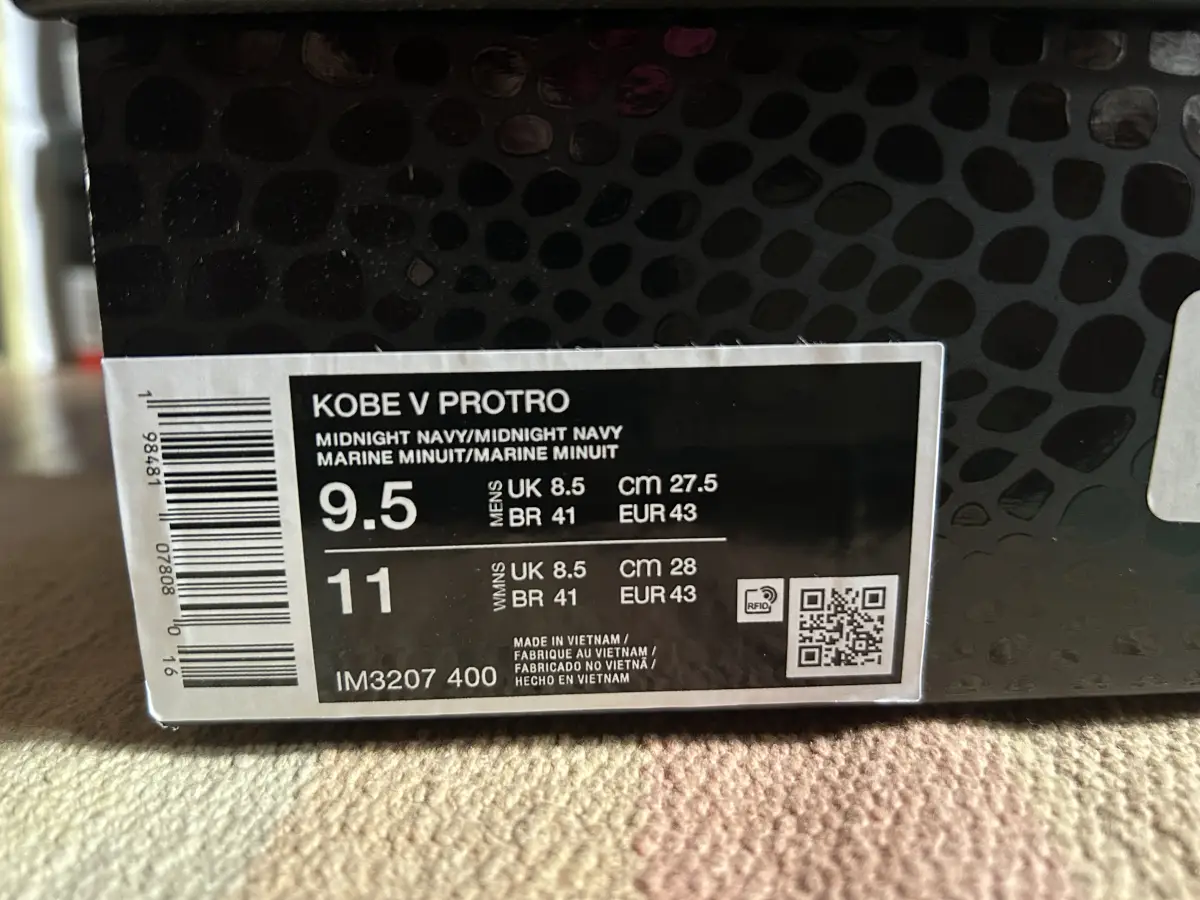 KOBE V PROTRO
MIDNIGHT NAVY/MIDNIGHT NAVY
MARINE MINUIT/MARINE MINUIT
9.5
MENS
UK 8.5 cm 27.5
BR 41 EUR 43
11
WMNS
UK 8.5 cm 28
BR 41 EUR 43
RFID
IM3207 400
MADE IN VIETNAM /
FABRIQUE AU VIETNAM /
FABRICADO NO VIETNÃ /
HECHO EN VIETNAM
1 98481 07808 0 16